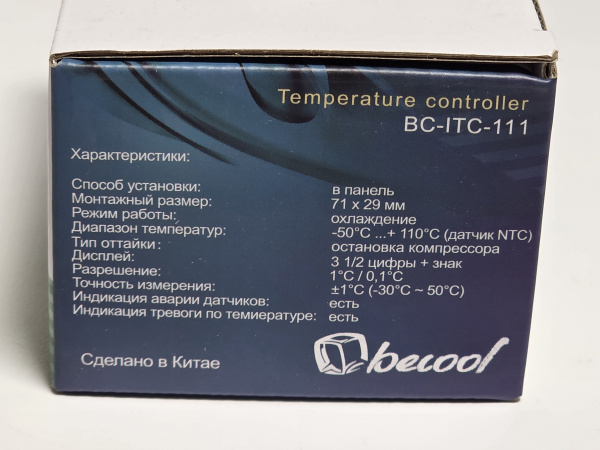 Temperature controller
BC-ITC-111
Характеристики:
Способ установки: в панель
Монтажный размер: 71 x 29 мм
Режим работы: охлаждение
Диапазон температур: -50°C ...+ 110°C (датчик NTC)
Тип оттайки: остановка компрессора
Дисплей: 3 1/2 цифры + знак
Разрешение: 1°C / 0,1°C
Точность измерения: ±1°C (-30°C ~ 50°C)
Индикация аварии датчиков: есть
Индикация тревоги по темиературе: есть
Сделано в Китае
becool